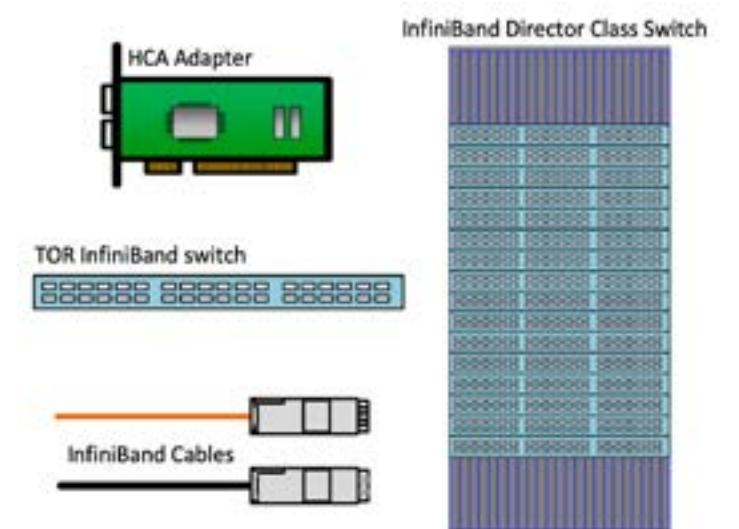 InfiniBand Director Class Switch
HCA Adapter
TOR InfiniBand switch
InfiniBand Cables